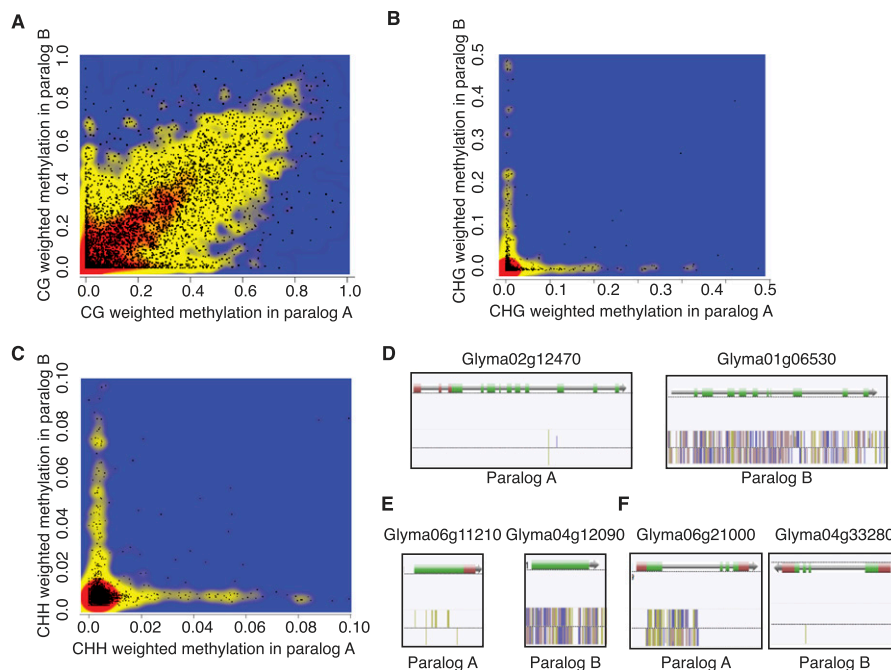 A
CG weighted methylation in paralog B
0.0 0.2 0.4 0.6 0.8 1.0
0.0 0.2 0.4 0.6 0.8 1.0
CG weighted methylation in paralog A
B
CHG weighted methylation in paralog B
0.0 0.1 0.2 0.3 0.4 0.5
0.0 0.1 0.2 0.3 0.4 0.5
CHG weighted methylation in paralog A
C
CHH weighted methylation in paralog B
0.0 0.02 0.04 0.06 0.08 0.10
0.0 0.02 0.04 0.06 0.08 0.10
CHH weighted methylation in paralog A
D
Glyma02g12470
Paralog A
Glyma01g06530
Paralog B
E
Glyma06g11210
Paralog A
Glyma04g12090
Paralog B
F
Glyma06g21000
Paralog A
Glyma04g33280
Paralog B